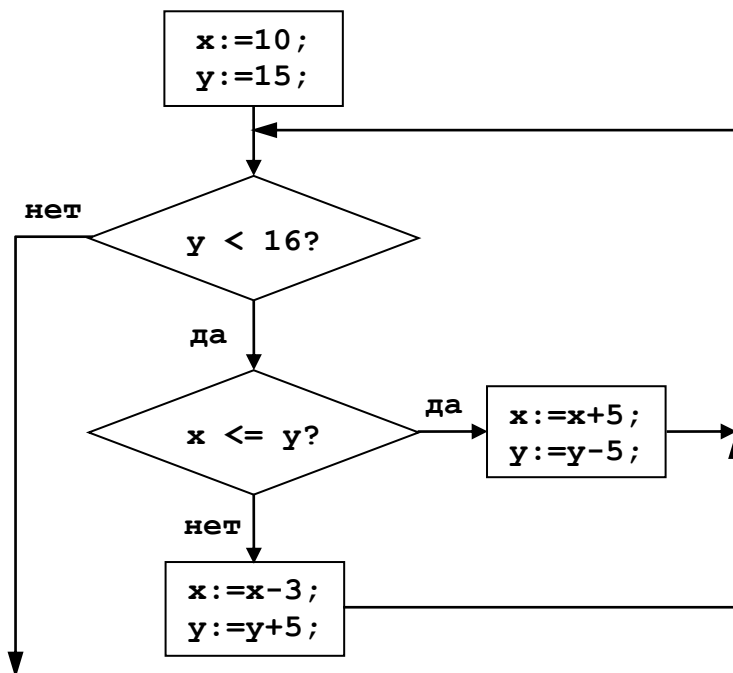 x:=10;
y:=15;
нет
y < 16?
да
x <= y?
да
x:=x+5;
y:=y-5;
нет
x:=x-3;
y:=y+5;